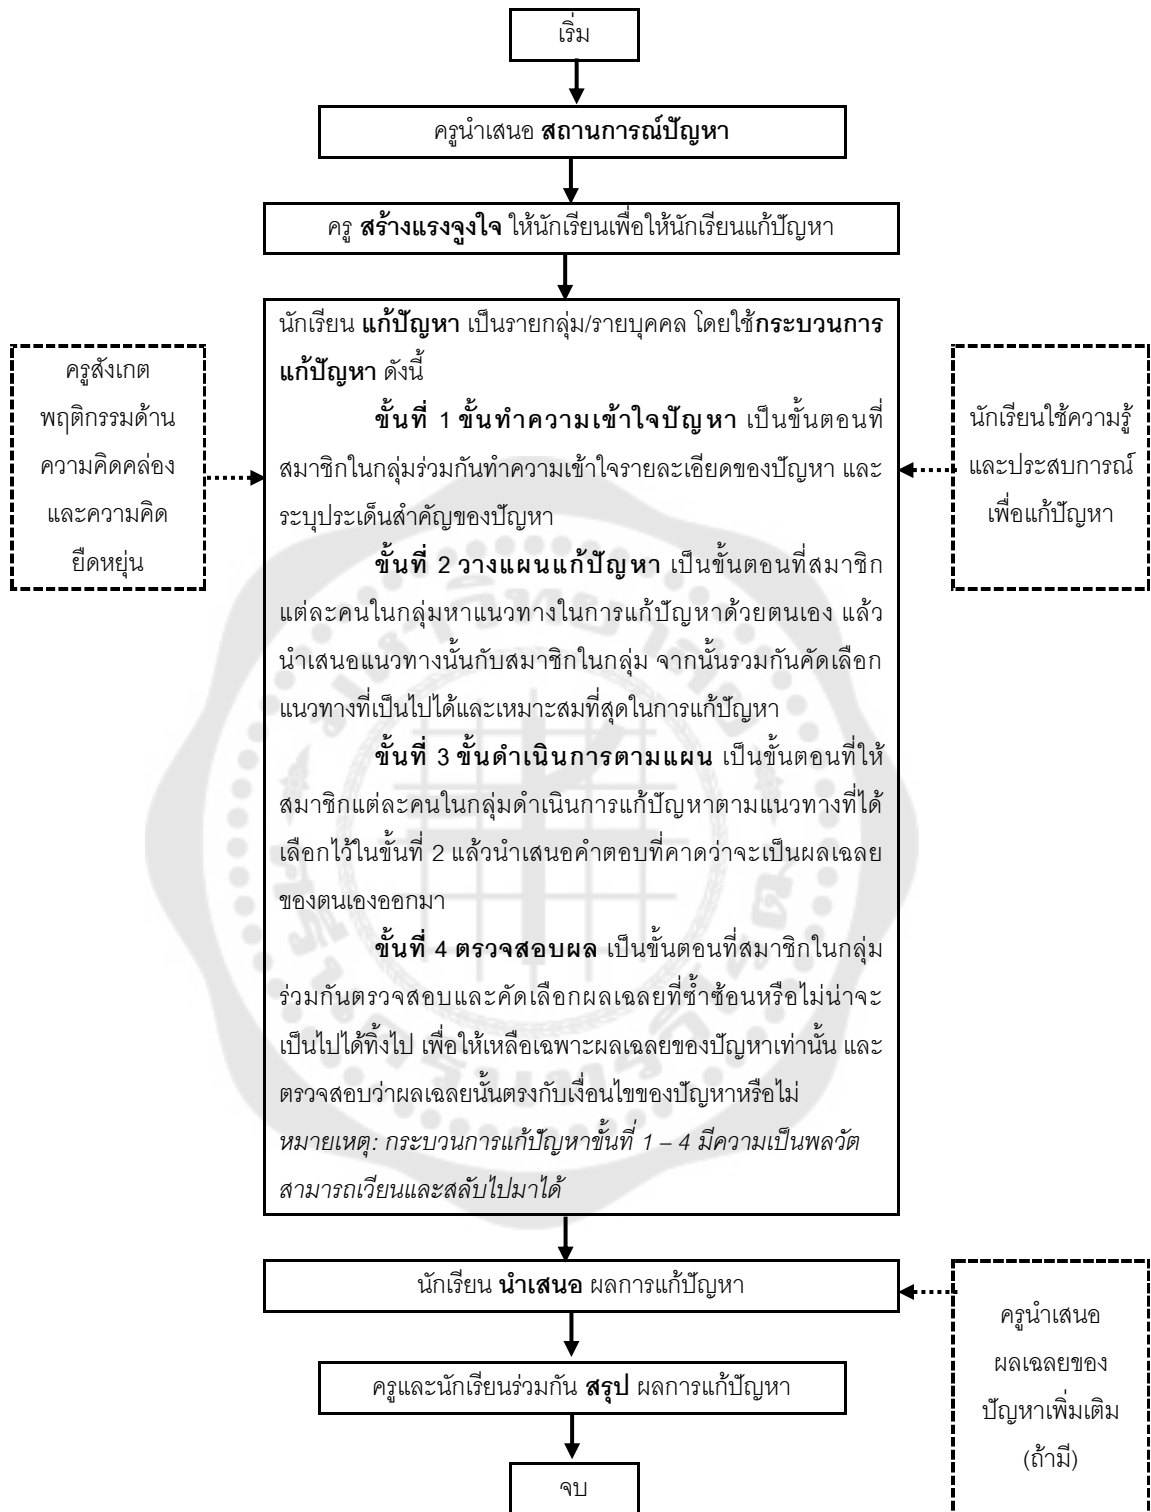 เริ่ม
ครูนำเสนอ สถานการณ์ปัญหา
ครู สร้างแรงจูงใจ ให้นักเรียนเพื่อให้นักเรียนแก้ปัญหา
ครูสังเกต
พฤติกรรมด้าน
ความคิดคล่อง
และความคิด
ยืดหยุ่น
นักเรียน แก้ปัญหา เป็นรายกลุ่ม/รายบุคคล โดยใช้กระบวนการ
แก้ปัญหา ดังนี้
ขั้นที่ 1 ขั้นทำความเข้าใจปัญหา เป็นขั้นตอนที่
สมาชิกในกลุ่มร่วมกันทำความเข้าใจรายละเอียดของปัญหา และ
ระบุประเด็นสำคัญของปัญหา
ขั้นที่ 2 วางแผนแก้ปัญหา เป็นขั้นตอนที่สมาชิก
แต่ละคนในกลุ่มหาแนวทางในการแก้ปัญหาด้วยตนเอง แล้ว
นำเสนอแนวทางนั้นกับสมาชิกในกลุ่ม จากนั้นรวมกันคัดเลือก
แนวทางที่เป็นไปได้และเหมาะสมที่สุดในการแก้ปัญหา
ขั้นที่ 3 ขั้นดำเนินการตามแผน เป็นขั้นตอนที่ให้
สมาชิกแต่ละคนในกลุ่มดำเนินการแก้ปัญหาตามแนวทางที่ได้
เลือกไว้ในขั้นที่ 2 แล้วนำเสนอคำตอบที่คาดว่าจะเป็นผลเฉลย
ของตนเองออกมา
ขั้นที่ 4 ตรวจสอบผล เป็นขั้นตอนที่สมาชิกในกลุ่ม
ร่วมกันตรวจสอบและคัดเลือกผลเฉลยที่ซ้ำซ้อนหรือไม่น่าจะ
เป็นไปได้ทิ้งไป เพื่อให้เหลือเฉพาะผลเฉลยของปัญหาเท่านั้น และ
ตรวจสอบว่าผลเฉลยนั้นตรงกับเงื่อนไขของปัญหาหรือไม่
หมายเหตุ: กระบวนการแก้ปัญหาขั้นที่ 1 – 4 มีความเป็นพลวัต
สามารถเวียนและสลับไปมาได้
นักเรียนใช้ความรู้
และประสบการณ์
เพื่อแก้ปัญหา
นักเรียน นำเสนอ ผลการแก้ปัญหา
ครูนำเสนอ
ผลเฉลยของ
ปัญหาเพิ่มเติม
(ถ้ามี)
ครูและนักเรียนร่วมกัน สรุป ผลการแก้ปัญหา
จบ